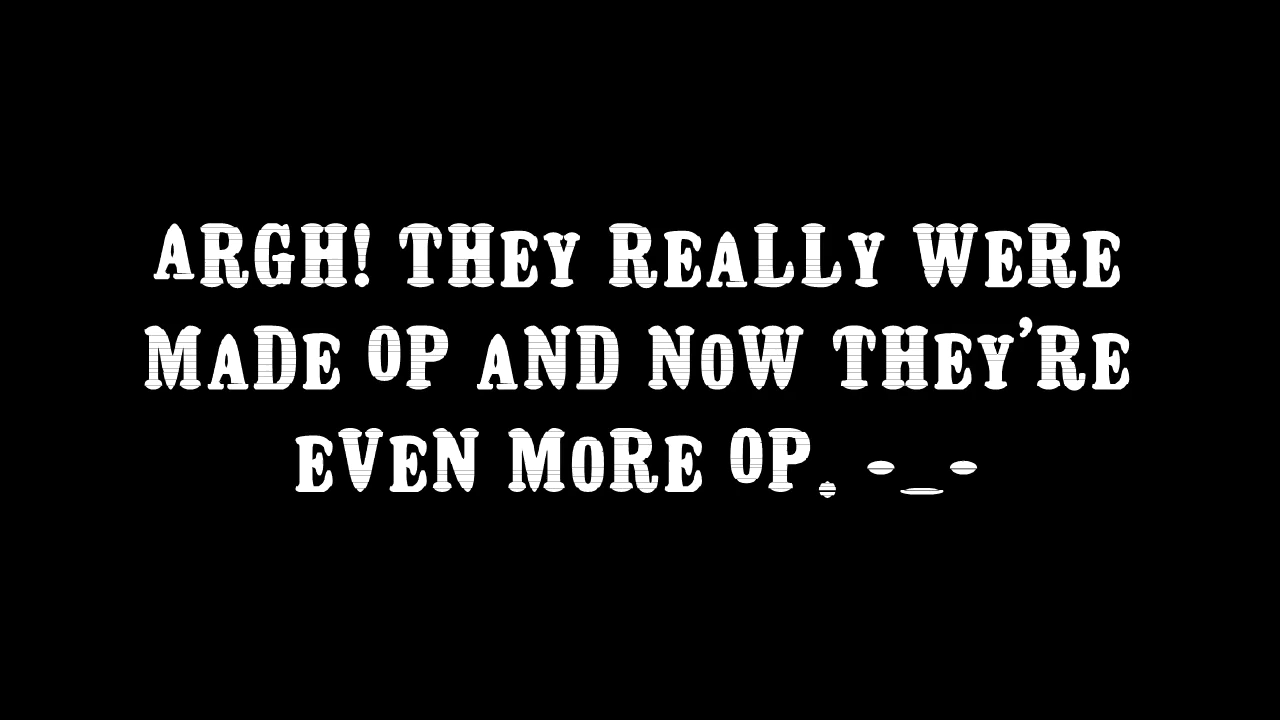 ARGH! THEY REALLY WERE
MADE OP AND NOW THEY'RE
EVEN MORE OP. -_-